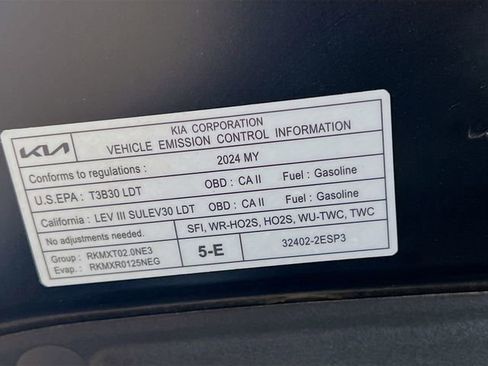 KIA
KIA CORPORATION
VEHICLE EMISSION CONTROL INFORMATION
Conforms to regulations : 2024 MY
U.S.EPA : T3B30 LDT OBD : CA II Fuel : Gasoline
California : LEV III SULEV30 LDT OBD : CA II Fuel : Gasoline
No adjustments needed. SFI, WR-HO2S, HO2S, WU-TWC, TWC
Group : RKMXT02.0NE3
Evap. : RKMXR0125NEG
5-E
32402-2ESP3